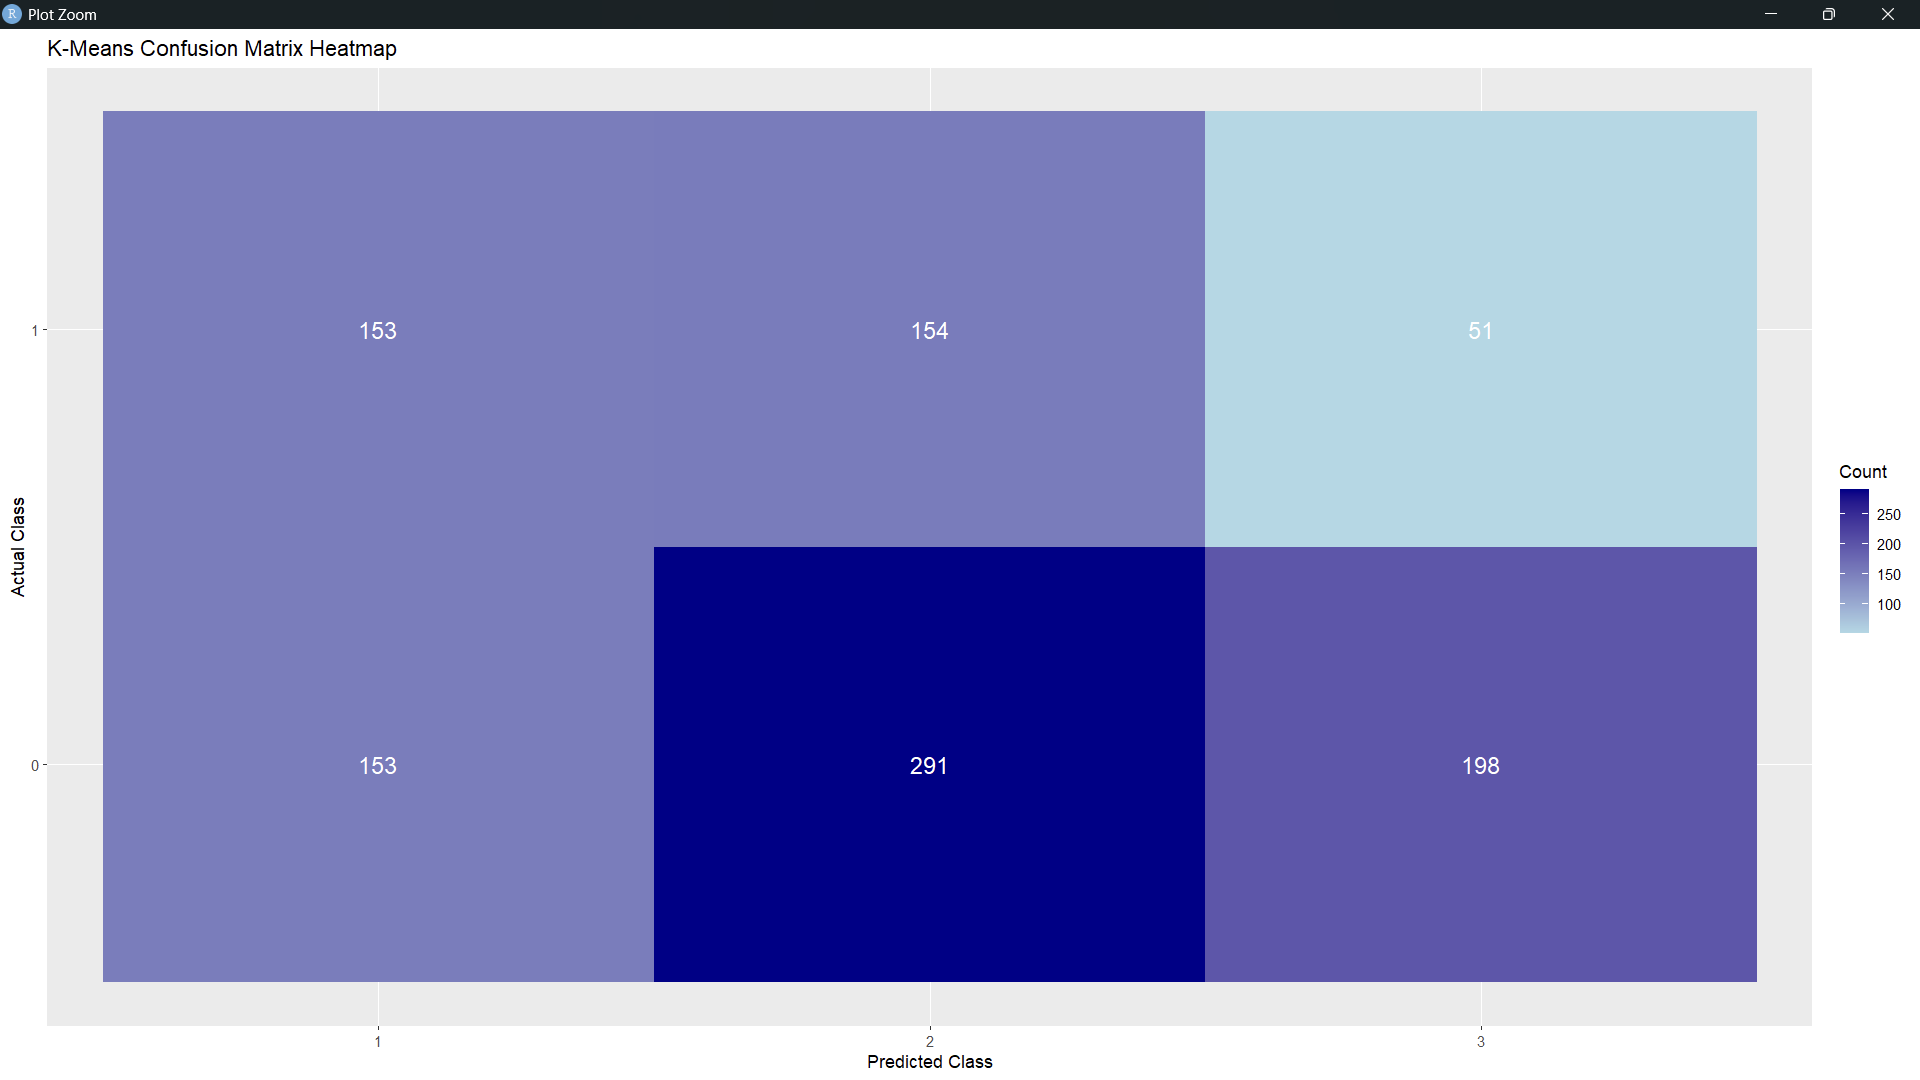 R Plot Zoom
K-Means Confusion Matrix Heatmap
153 154 51
153 291 198
1
0
Actual Class
1 2 3
Predicted Class
Count
250
200
150
100